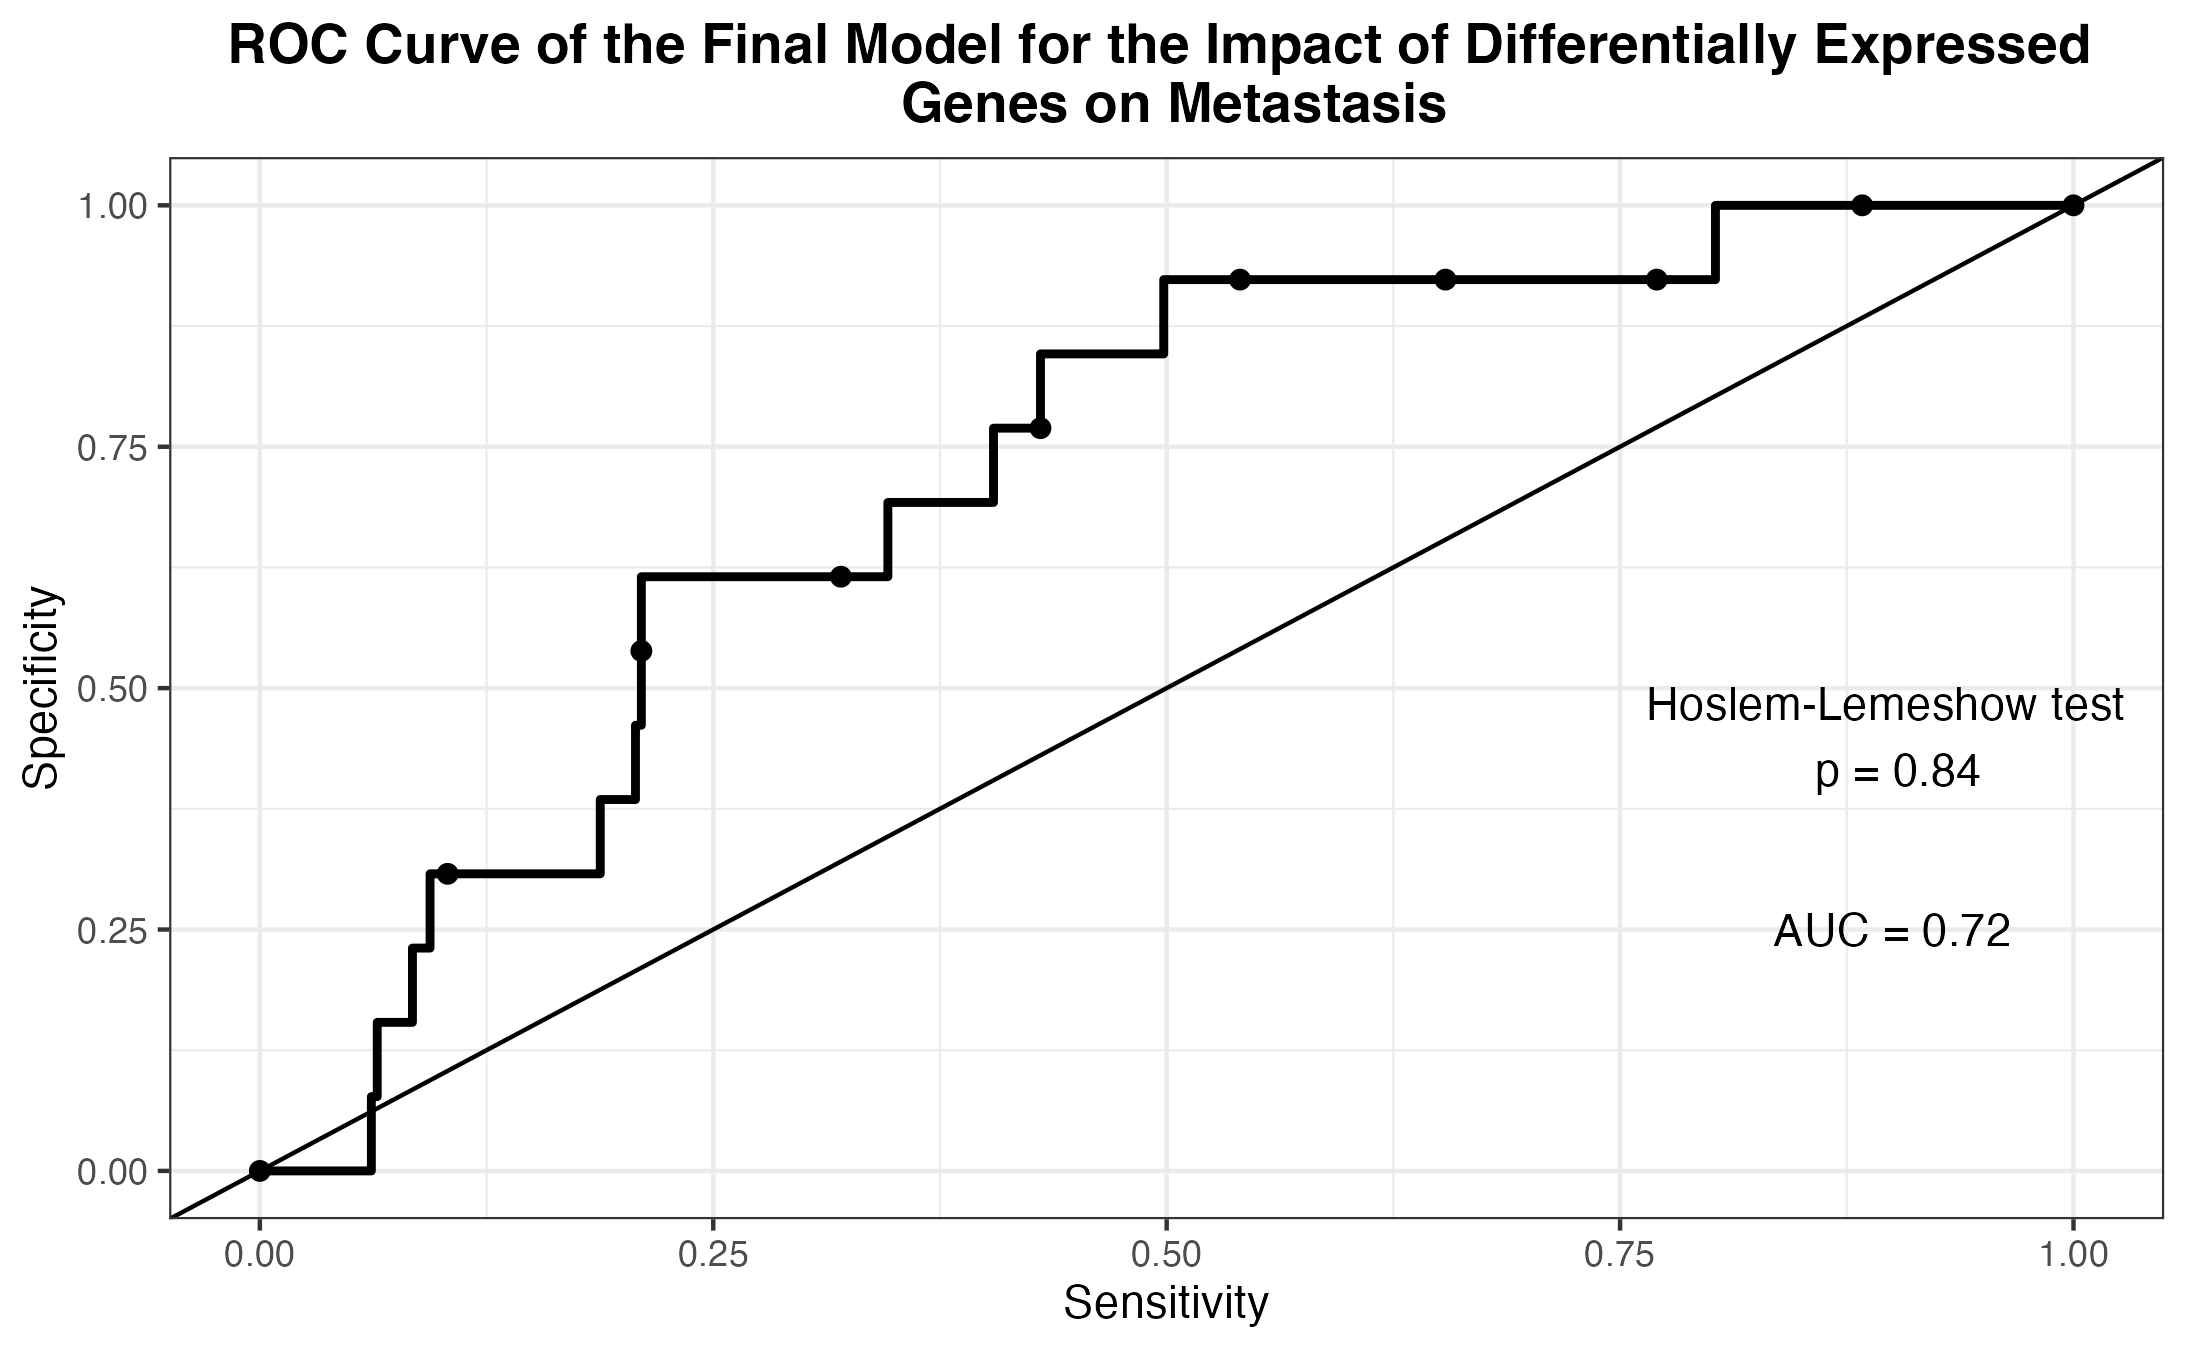 ROC Curve of the Final Model for the Impact of Differentially Expressed
Genes on Metastasis
Specificity
1.00
0.75
0.50
0.25
0.00
Hoslem-Lemeshow test
p = 0.84
AUC = 0.72
0.00 0.25 0.50 0.75 1.00
Sensitivity